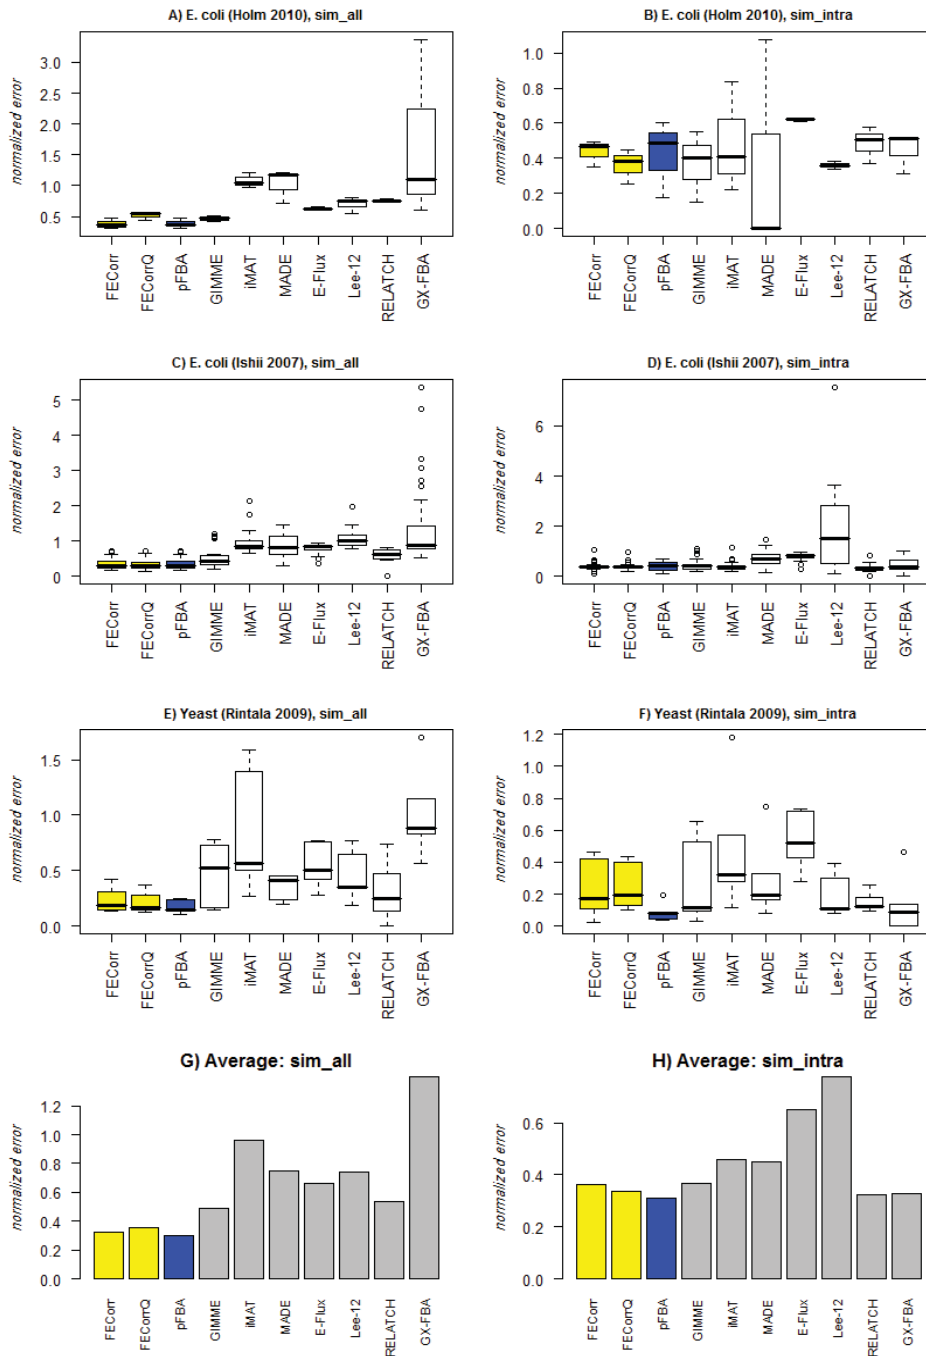 A) E. coli (Holm 2010), sim_all
normalized error
3.0
2.5
2.0
1.5
1.0
0.5
FECorr
FECorrQ
pFBA
GIMME
iMAT
MADE
E-Flux
Lee-12
RELATCH
GX-FBA
B) E. coli (Holm 2010), sim_intra
normalized error
1.0
0.8
0.6
0.4
0.2
0.0
FECorr
FECorrQ
pFBA
GIMME
iMAT
MADE
E-Flux
Lee-12
RELATCH
GX-FBA
C) E. coli (Ishii 2007), sim_all
normalized error
5
4
3
2
1
0
FECorr
FECorrQ
pFBA
GIMME
iMAT
MADE
E-Flux
Lee-12
RELATCH
GX-FBA
D) E. coli (Ishii 2007), sim_intra
normalized error
6
4
2
0
FECorr
FECorrQ
pFBA
GIMME
iMAT
MADE
E-Flux
Lee-12
RELATCH
GX-FBA
E) Yeast (Rintala 2009), sim_all
normalized error
1.5
1.0
0.5
0.0
FECorr
FECorrQ
pFBA
GIMME
iMAT
MADE
E-Flux
Lee-12
RELATCH
GX-FBA
F) Yeast (Rintala 2009), sim_intra
normalized error
1.2
1.0
0.8
0.6
0.4
0.2
0.0
FECorr
FECorrQ
pFBA
GIMME
iMAT
MADE
E-Flux
Lee-12
RELATCH
GX-FBA
G) Average: sim_all
normalized error
1.2
1.0
0.8
0.6
0.4
0.2
0.0
FECorr
FECorrQ
pFBA
GIMME
iMAT
MADE
E-Flux
Lee-12
RELATCH
GX-FBA
H) Average: sim_intra
normalized error
0.6
0.4
0.2
0.0
FECorr
FECorrQ
pFBA
GIMME
iMAT
MADE
E-Flux
Lee-12
RELATCH
GX-FBA